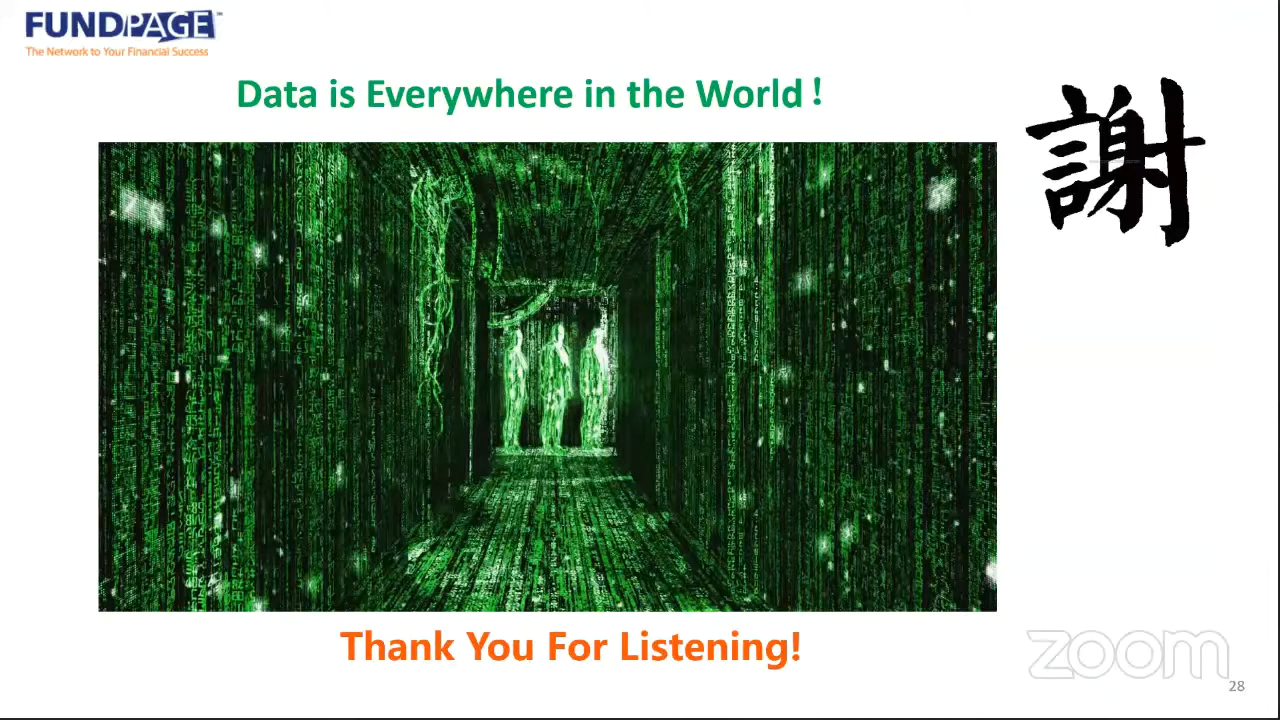 FUNDPAGE™
The Network to Your Financial Success
Data is Everywhere in the World！
謝
Thank You For Listening!
zoom
28